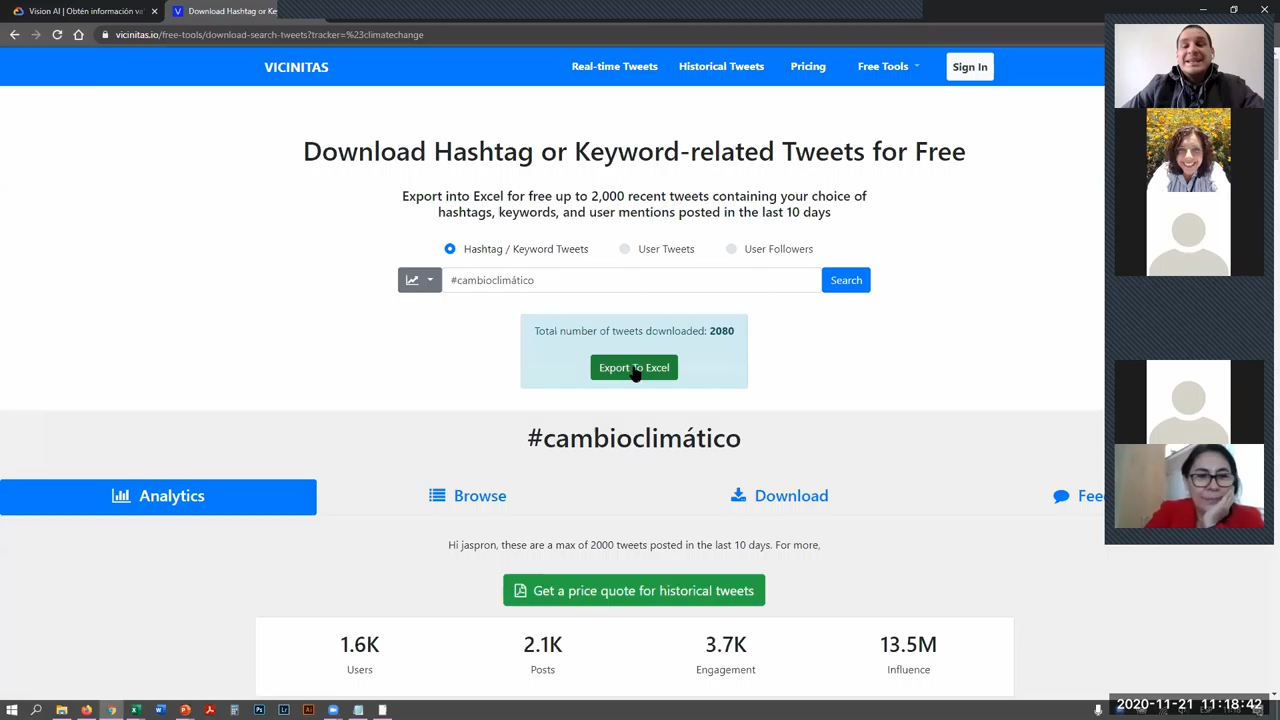 Vision AI | Obtén información va
Download Hashtag or Ke
vicinitas.io/free-tools/download-search-tweets?tracker=%23climatechange
VICINITAS
Real-time Tweets
Historical Tweets
Pricing
Free Tools
Sign In
Download Hashtag or Keyword-related Tweets for Free
Export into Excel for free up to 2,000 recent tweets containing your choice of
hashtags, keywords, and user mentions posted in the last 10 days
Hashtag / Keyword Tweets
User Tweets
User Followers
#cambioclimático
Search
Total number of tweets downloaded: 2080
Export To Excel
#cambioclimático
Analytics
Browse
Download
Fee
Hi jaspron, these are a max of 2000 tweets posted in the last 10 days. For more,
Get a price quote for historical tweets
1.6K
2.1K
3.7K
13.5M
Users
Posts
Engagement
Influence
2020-11-21 11:18:42